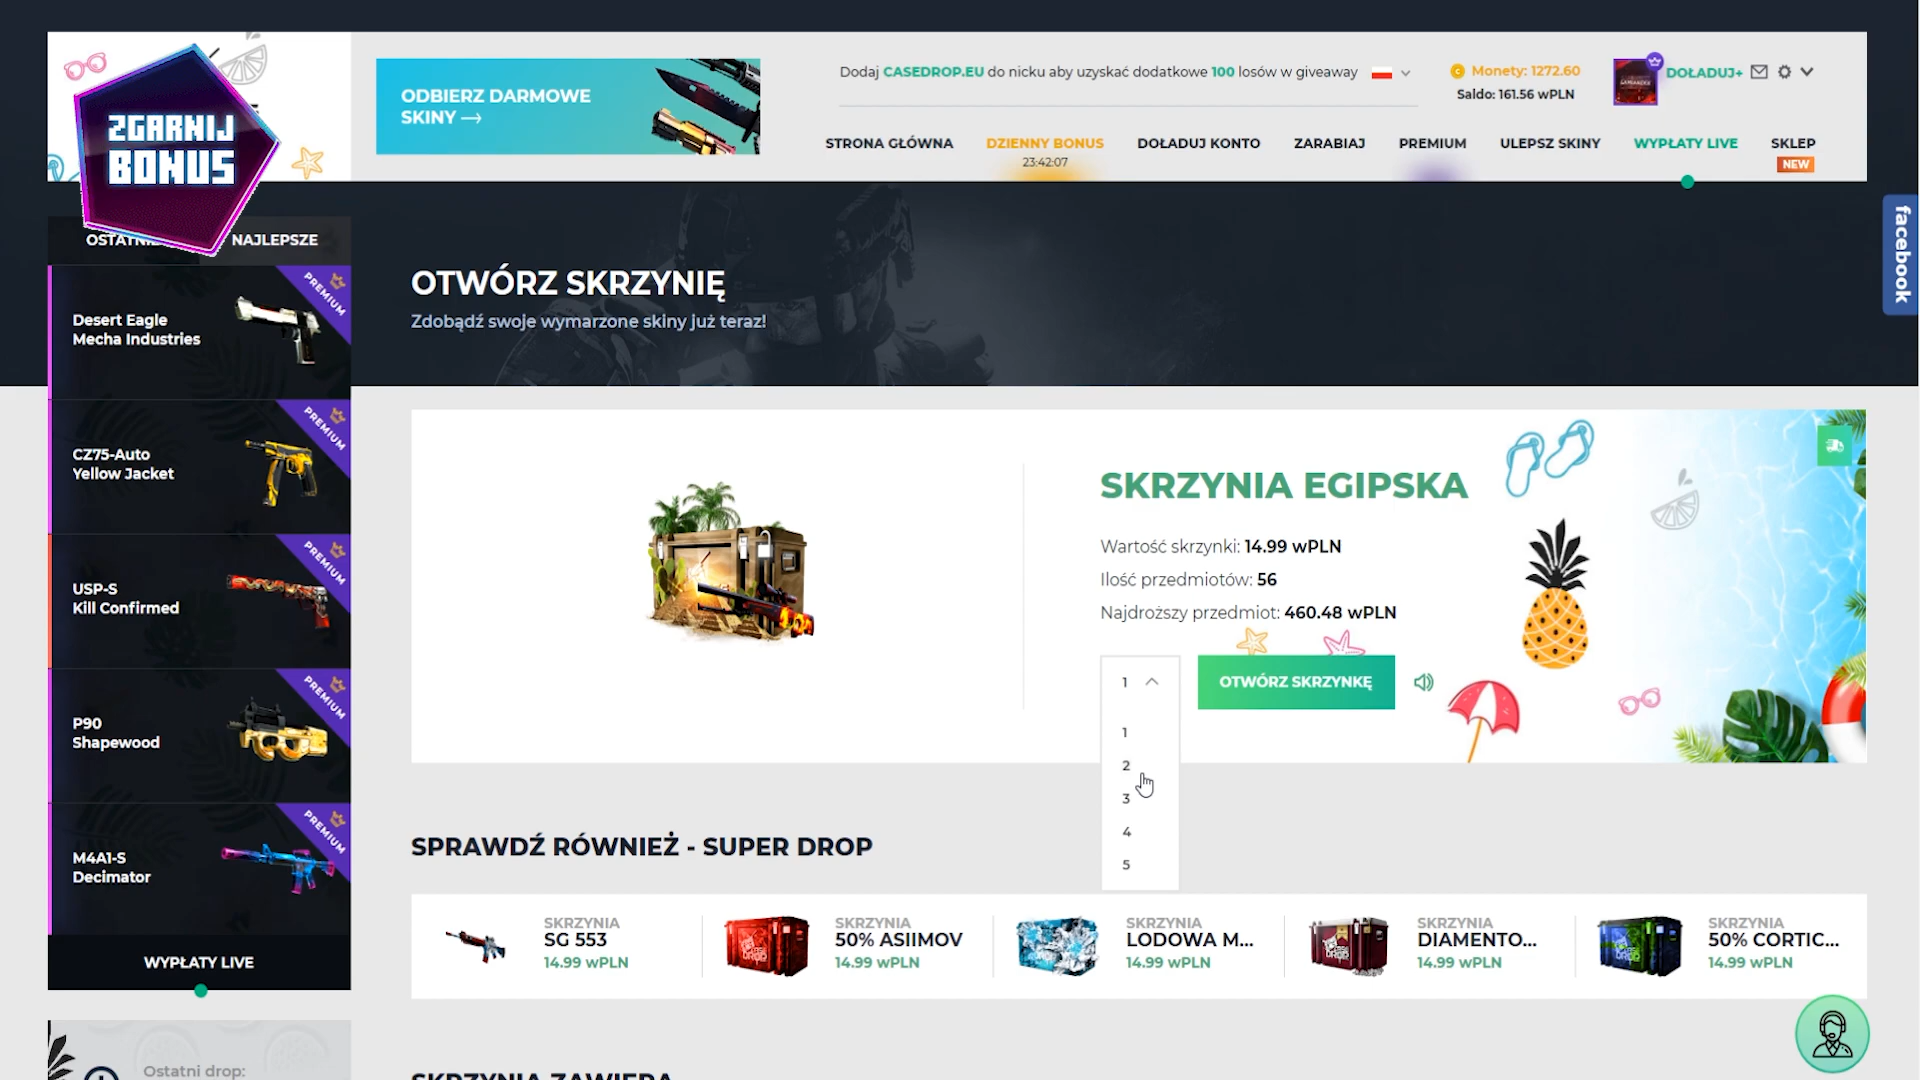 ZGARNIJ
BONUS
ODBIERZ DARMOWE
SKINY
Dodaj CASEDROP.EU do nicku aby uzyskać dodatkowe 100 losów w giveaway
Monety: 1272.60
Saldo: 161.56 wPLN
DOŁADUJ+
STRONA GŁÓWNA
DZIENNY BONUS
23:42:07
DOŁADUJ KONTO
ZARABIAJ
PREMIUM
ULEPSZ SKINY
WYPŁATY LIVE
SKLEP
NEW
facebook
NAJLEPSZE
PREMIUM
Desert Eagle
Mecha Industries
PREMIUM
CZ75-Auto
Yellow Jacket
PREMIUM
USP-S
Kill Confirmed
PREMIUM
P90
Shapewood
PREMIUM
M4A1-S
Decimator
WYPŁATY LIVE
Ostatni drop:
OTWÓRZ SKRZYNIĘ
Zdobądź swoje wymarzone skiny już teraz!
SKRZYNIA EGIPSKA
Wartość skrzynki: 14.99 wPLN
Ilość przedmiotów: 56
Najdroższy przedmiot: 460.48 wPLN
1
OTWÓRZ SKRZYNKĘ
1
2
3
4
5
SPRAWDŹ RÓWNIEŻ - SUPER DROP
SKRZYNIA
SG 553
14.99 wPLN
SKRZYNIA
50% ASIIMOV
14.99 wPLN
SKRZYNIA
LODOWA M...
14.99 wPLN
SKRZYNIA
DIAMENTO...
14.99 wPLN
SKRZYNIA
50% CORTIC...
14.99 wPLN
SKRZYNIA ZAWIERA